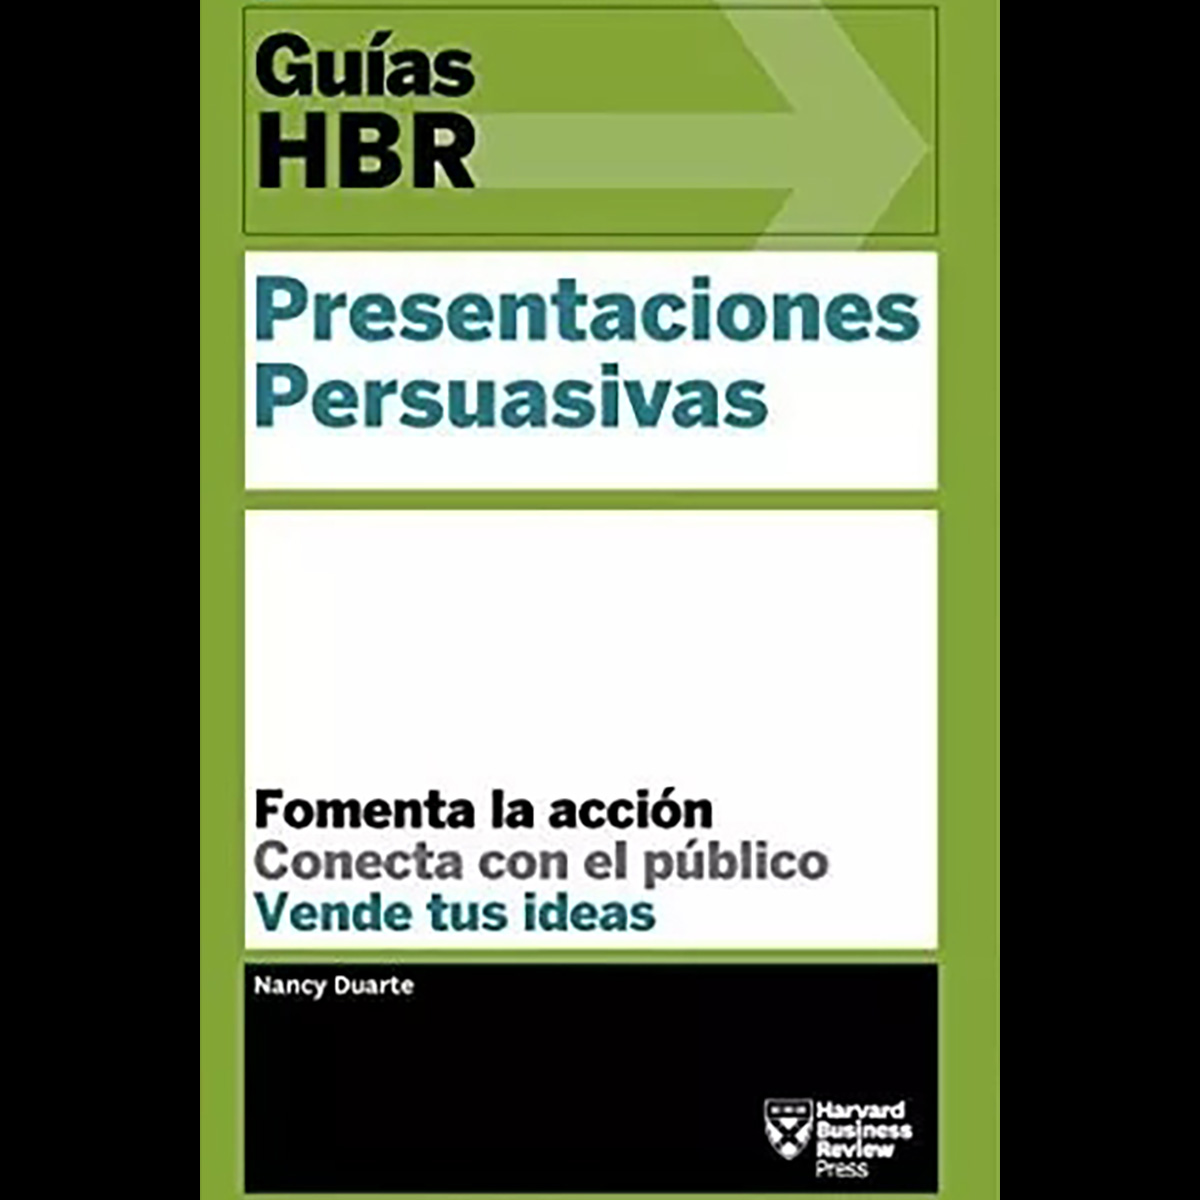 Guías
HBR
Presentaciones
Persuasivas
Fomenta la acción
Conecta con el público
Vende tus ideas
Nancy Duarte
Harvard
Business
Review
Press